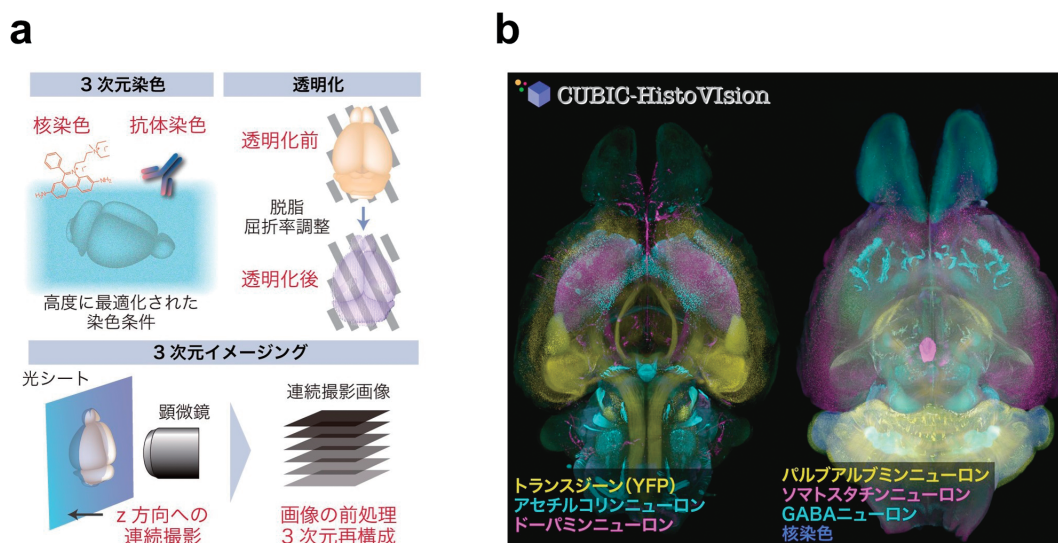 a
3次元染色
核染色
抗体染色
H₂N
NH₂
高度に最適化された
染色条件
透明化
透明化前
脱脂
屈折率調整
透明化後
3次元イメージング
光シート
顕微鏡
z方向への
連続撮影
連続撮影画像
画像の前処理
3次元再構成
b
CUBIC-HistoVIsion
トランスジーン(YFP)
アセチルコリンニューロン
ドーパミンニューロン
パルブアルブミンニューロン
ソマトスタチンニューロン
GABAニューロン
核染色